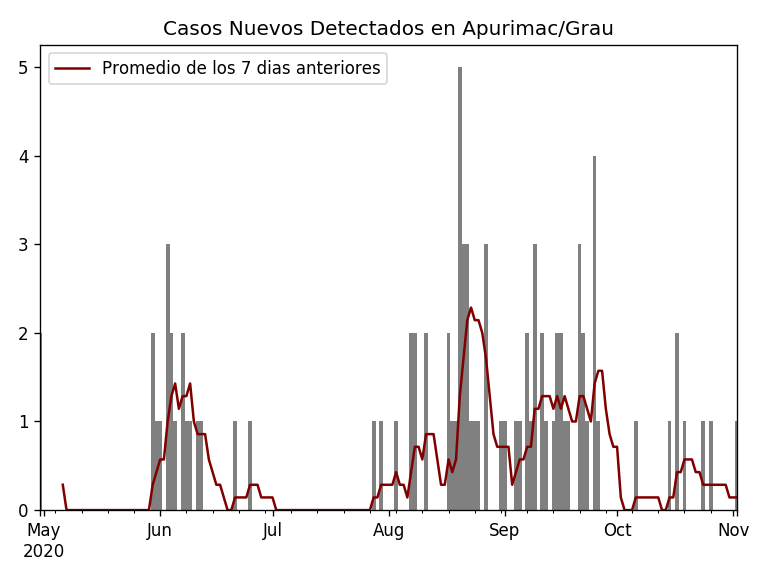 Casos Nuevos Detectados en Apurimac/Grau
Promedio de los 7 dias anteriores
5
4
3
2
1
0
May Jun Jul Aug Sep Oct Nov
2020